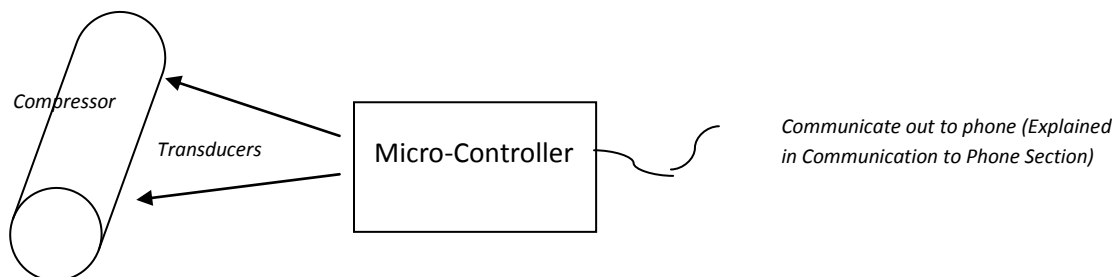 Compressor
Transducers
Micro-Controller
Communicate out to phone (Explained
in Communication to Phone Section)